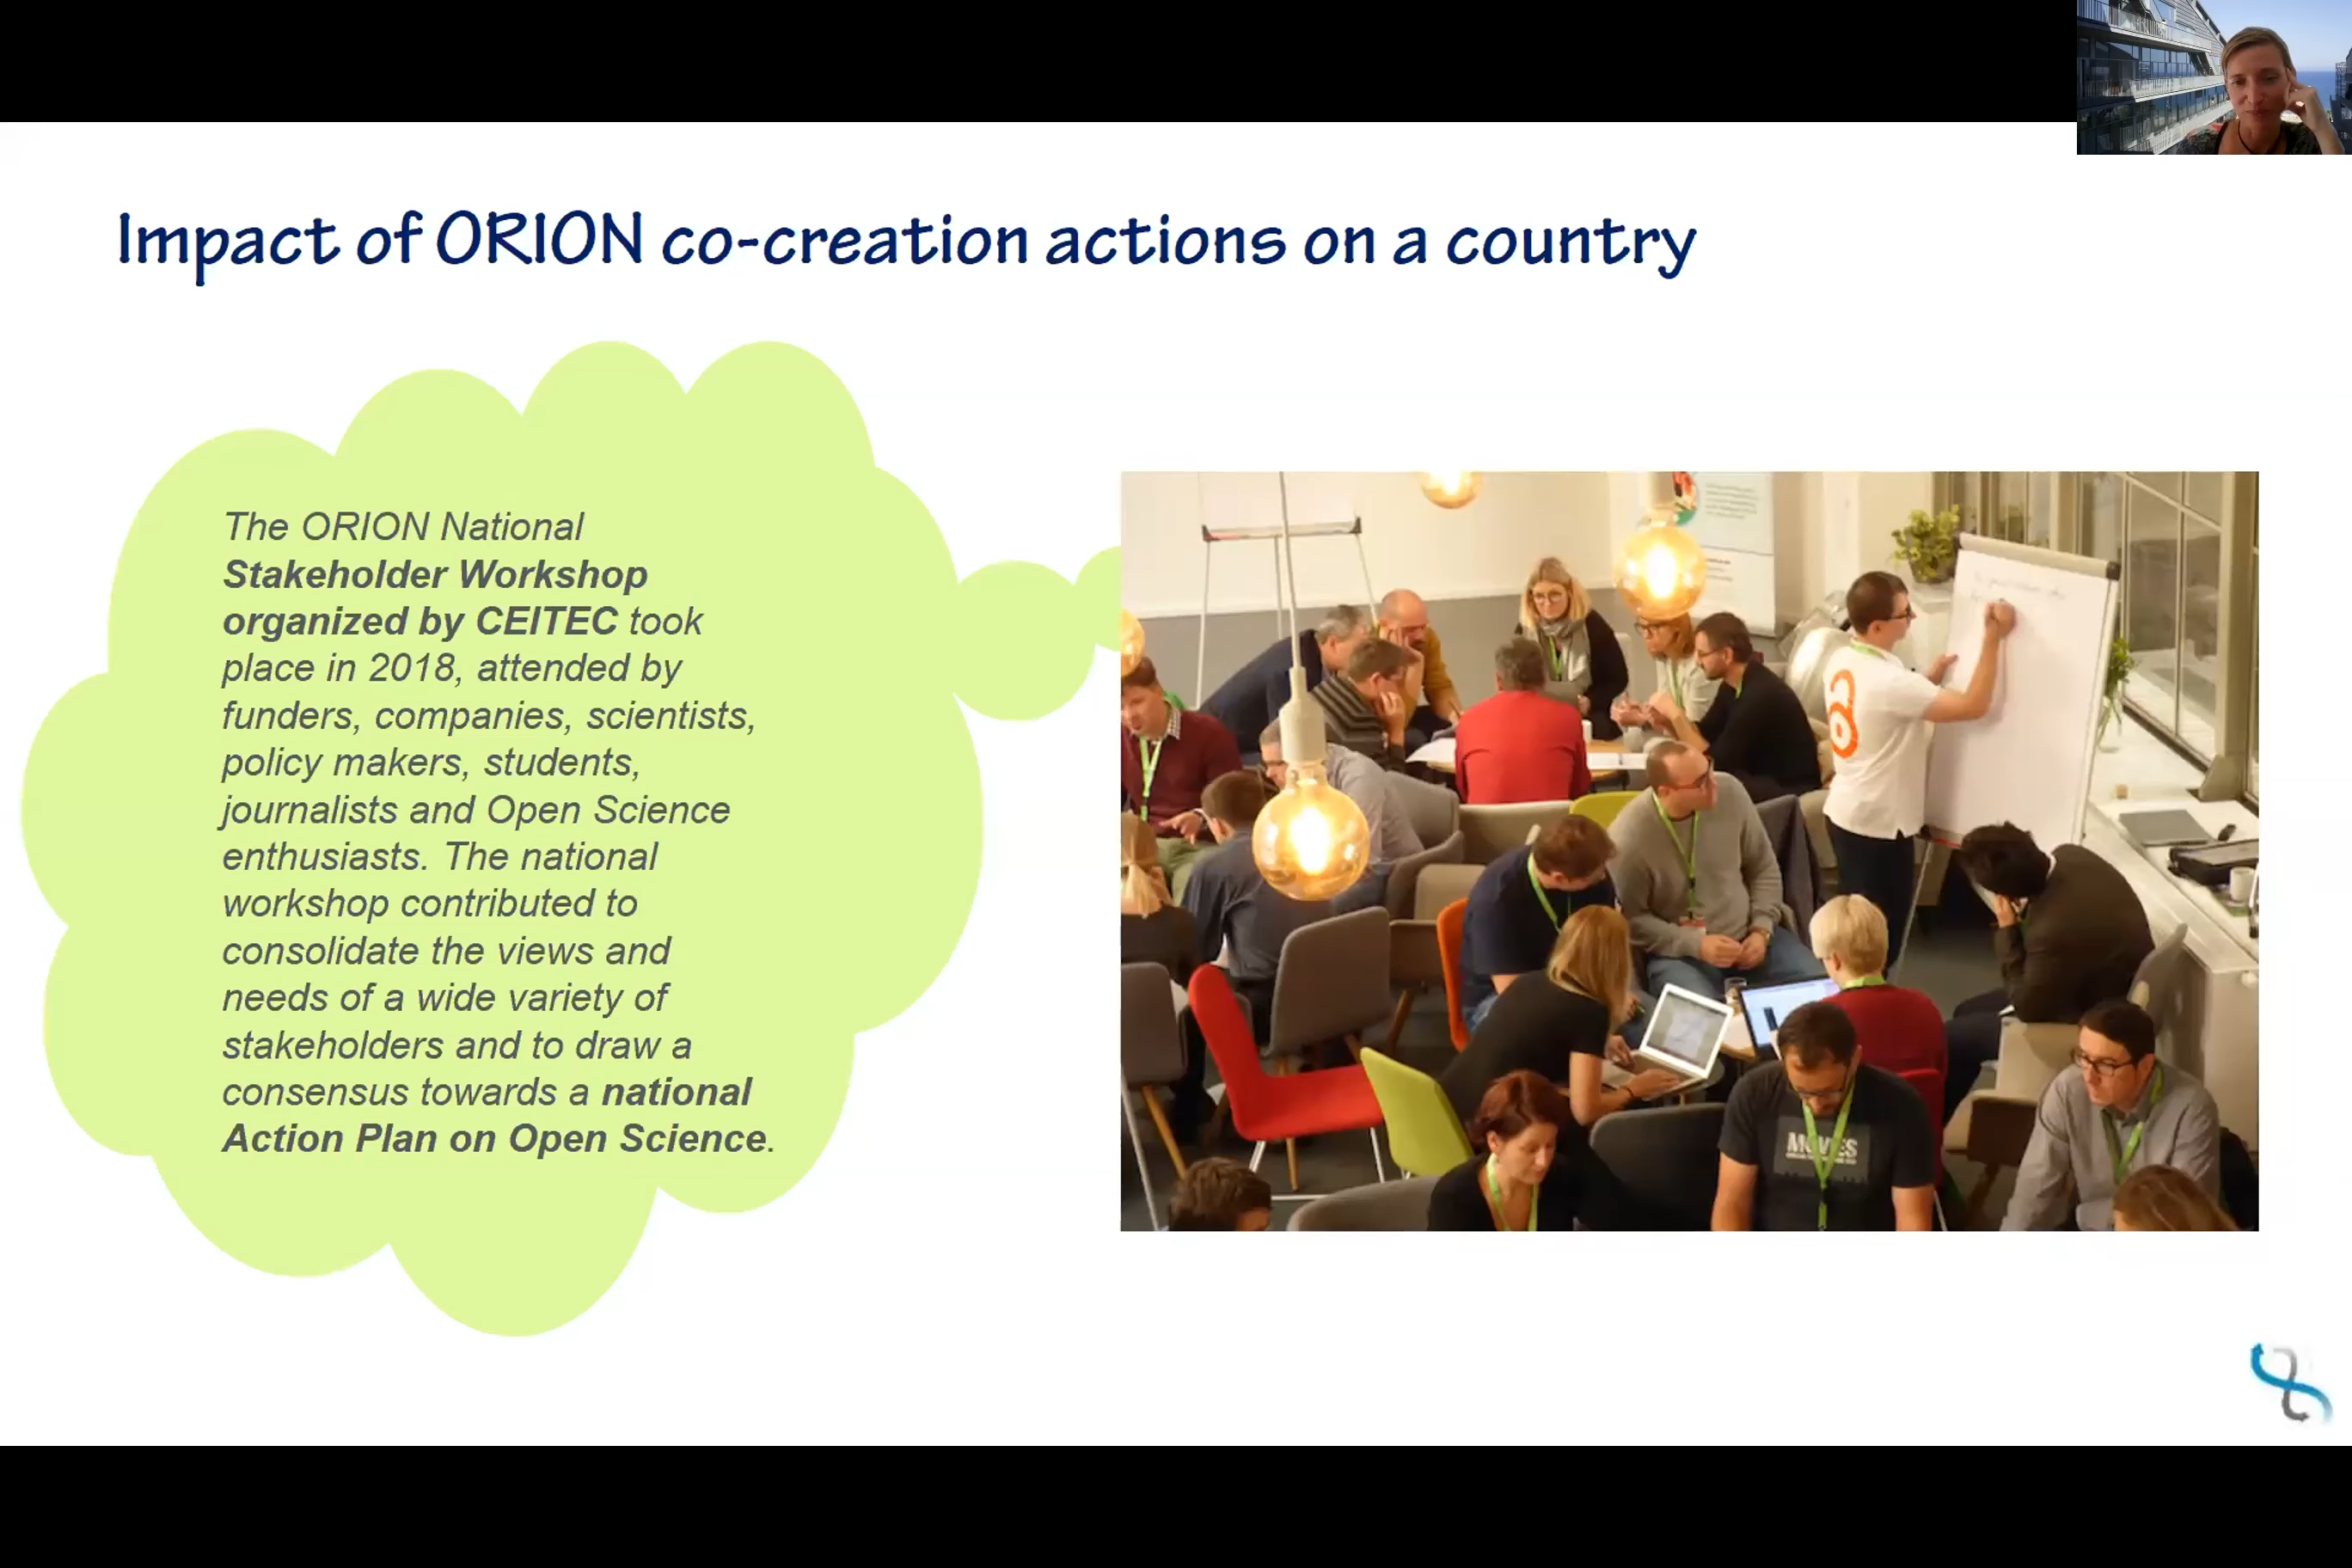 Impact of ORION co-creation actions on a country
The ORION National
Stakeholder Workshop
organized by CEITEC took
place in 2018, attended by
funders, companies, scientists,
policy makers, students,
journalists and Open Science
enthusiasts. The national
workshop contributed to
consolidate the views and
needs of a wide variety of
stakeholders and to draw a
consensus towards a national
Action Plan on Open Science.
MOVIES